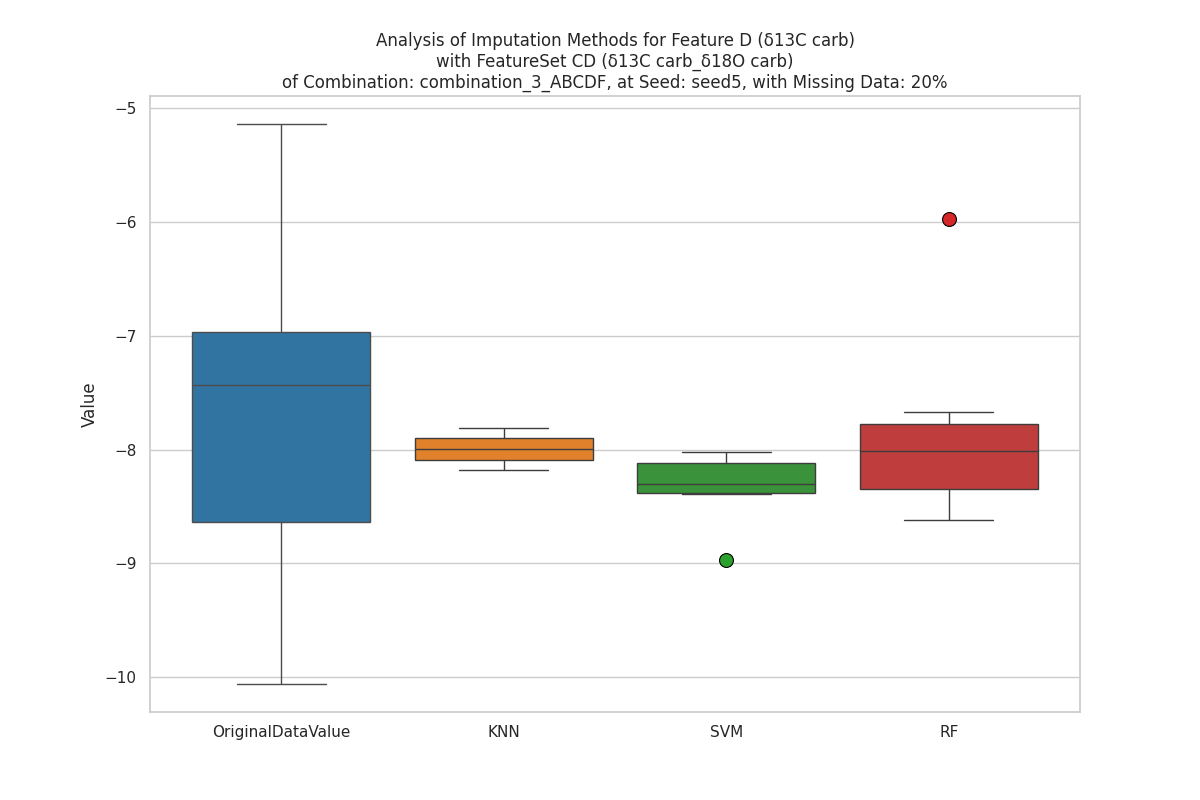 Analysis of Imputation Methods for Feature D (δ13C carb)
with FeatureSet CD (δ13C carb_δ18O carb)
of Combination: combination_3_ABCDF, at Seed: seed5, with Missing Data: 20%
−5
−6
−7
−8
−9
−10
Value
OriginalDataValue
KNN
SVM
RF